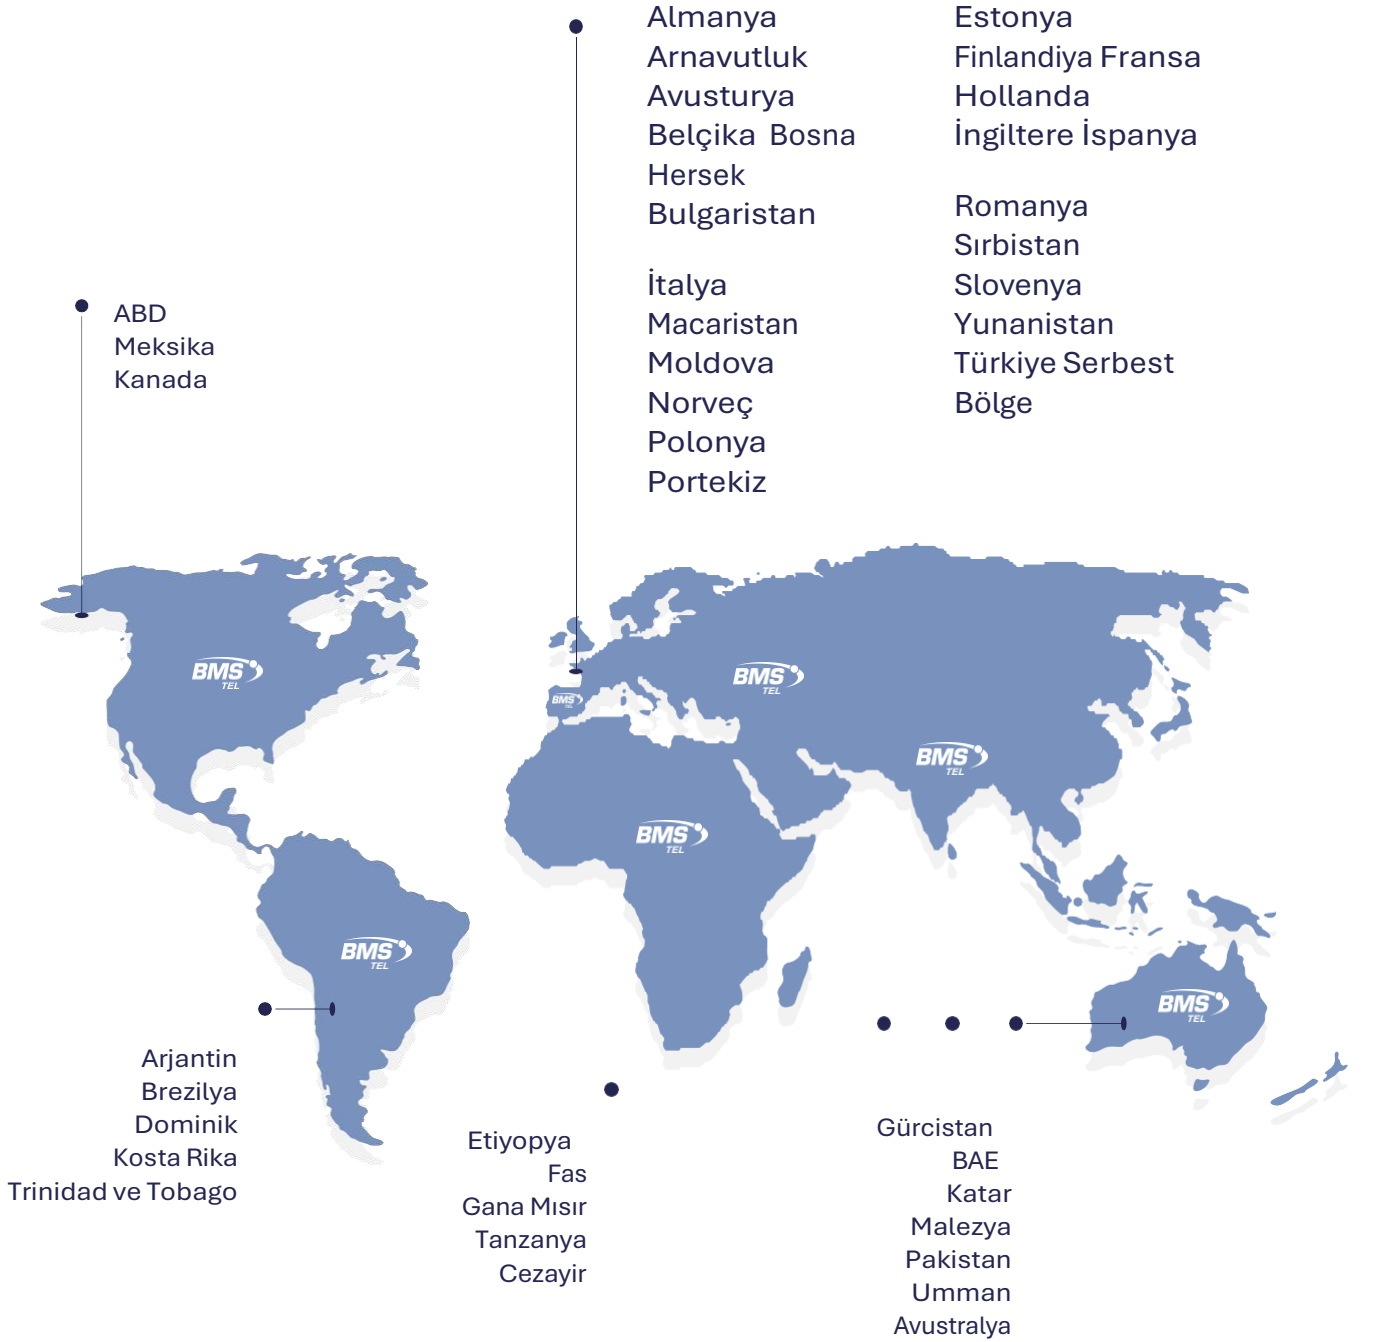 Almanya
Arnavutluk
Avusturya
Belçika Bosna
Hersek
Bulgaristan
İtalya
Macaristan
Moldova
Norveç
Polonya
Portekiz
Estonya
Finlandiya Fransa
Hollanda
İngiltere İspanya
Romanya
Sırbistan
Slovenya
Yunanistan
Türkiye Serbest
Bölge
ABD
Meksika
Kanada
BMS
TEL
BMS
TEL
BMS
TEL
BMS
TEL
BMS
TEL
BMS
TEL
BMS
TEL
Arjantin
Brezilya
Dominik
Kosta Rika
Trinidad ve Tobago
Etiyopya
Fas
Gana Mısır
Tanzanya
Cezayir
Gürcistan
BAE
Katar
Malezya
Pakistan
Umman
Avustralya